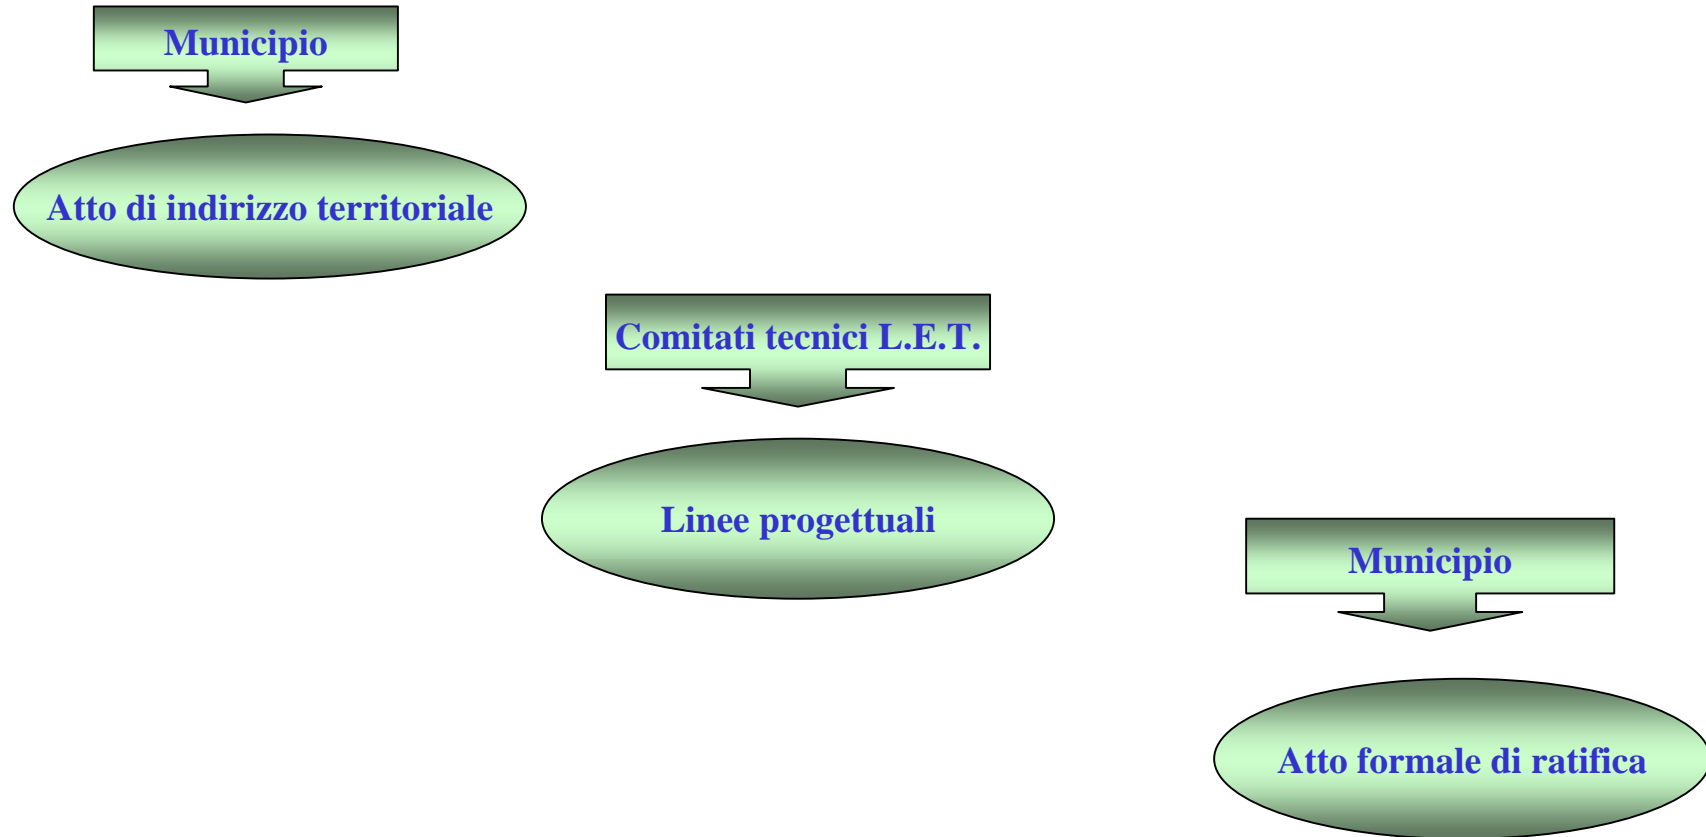 Municipio
Atto di indirizzo territoriale
Comitati tecnici L.E.T.
Linee progettuali
Municipio
Atto formale di ratifica